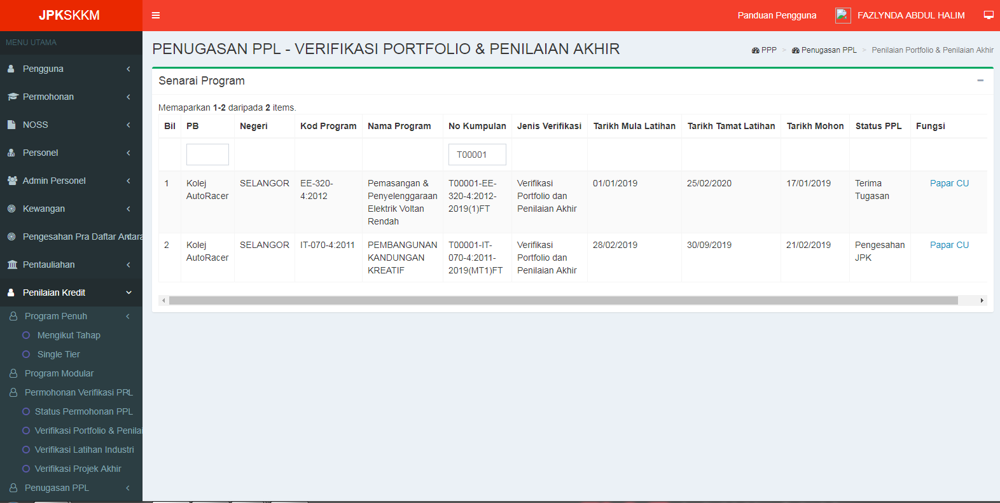 JPKSKKM
Panduan Pengguna
FAZLYNDA ABDUL HALIM
MENU UTAMA
Pengguna
Permohonan
NOSS
Personel
Admin Personel
Kewangan
Pengesahan Pra Daftar Antara
Pentauliahan
Penilaian Kredit
Program Penuh
Mengikut Tahap
Single Tier
Program Modular
Permohonan Verifikasi PPL
Status Permohonan PPL
Verifikasi Portfolio & Penilai
Verifikasi Latihan Industri
Verifikasi Projek Akhir
Penugasan PPL
PENUGASAN PPL - VERIFIKASI PORTFOLIO & PENILAIAN AKHIR
PPP > Penugasan PPL > Penilaian Portfolio & Penilaian Akhir
Senarai Program
Memaparkan 1-2 daripada 2 items.
Bil PB Negeri Kod Program Nama Program No Kumpulan Jenis Verifikasi Tarikh Mula Latihan Tarikh Tamat Latihan Tarikh Mohon Status PPL Fungsi
T00001
1 Kolej SELANGOR EE-320- Pemasangan & T00001-EE- Verifikasi 01/01/2019 25/02/2020 17/01/2019 Terima Papar CU
AutoRacer 4:2012 Penyelenggaraan 320-4:2012- Portfolio dan Tugasan
Elektrik Voltan 2019(1)FT Penilaian Akhir
Rendah
2 Kolej SELANGOR IT-070-4:2011 PEMBANGUNAN T00001-IT- Verifikasi 28/02/2019 30/09/2019 21/02/2019 Pengesahan Papar CU
AutoRacer KANDUNGAN 070-4:2011- Portfolio dan JPK
KREATIF 2019(MT1)FT Penilaian Akhir